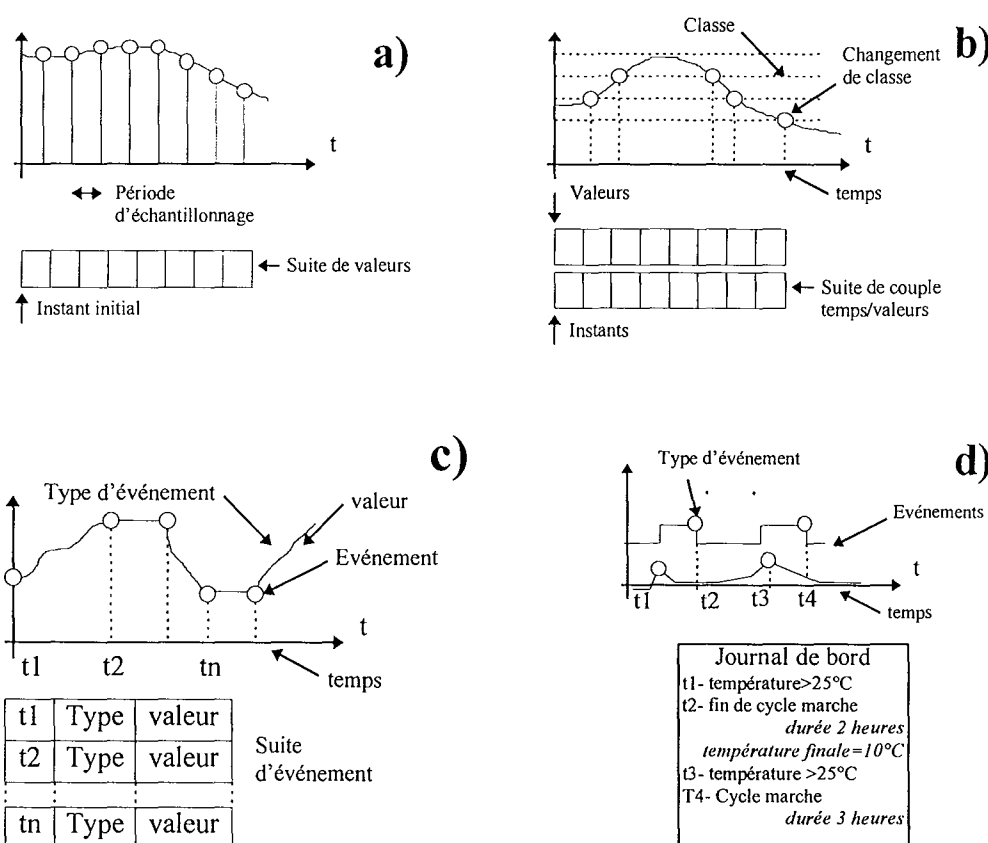 a)
t
Période
d'échantillonnage
Suite de valeurs
Instant initial
b)
Classe
Changement
de classe
t
temps
Valeurs
Suite de couple
temps/valeurs
Instants
c)
Type d'événement
valeur
Evénement
t
t1 t2 tn
temps
t1 Type valeur
t2 Type valeur
tn Type valeur
Suite
d'événement
d)
Type d'événement
Evénements
t
t1 t2 t3 t4
temps
Journal de bord
t1- température>25°C
t2- fin de cycle marche
durée 2 heures
température finale=10°C
t3- température >25°C
T4- Cycle marche
durée 3 heures